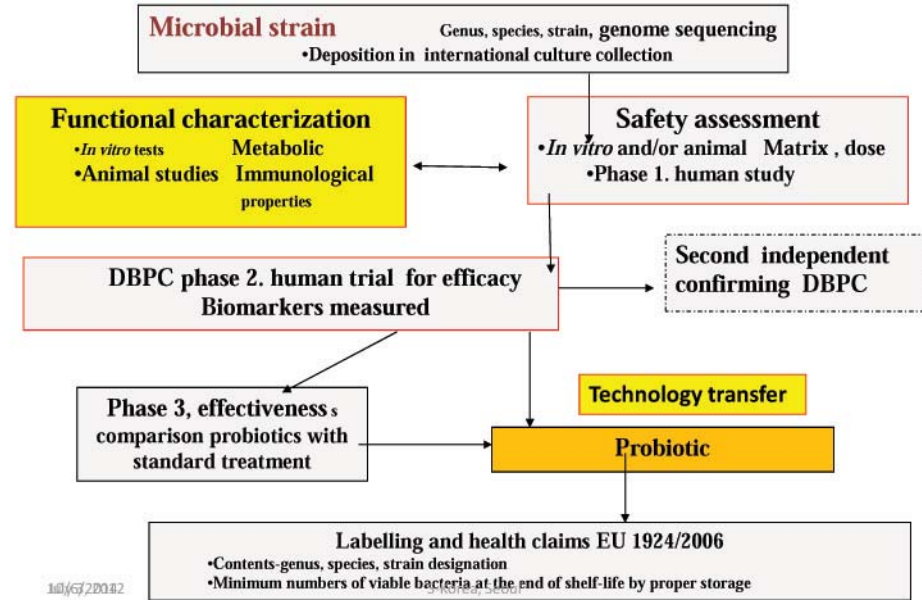 Microbial strain Genus, species, strain, genome sequencing
•Deposition in international culture collection
Functional characterization
•In vitro tests Metabolic
•Animal studies Immunological
properties
Safety assessment
•In vitro and/or animal Matrix , dose
•Phase 1. human study
DBPC phase 2. human trial for efficacy
Biomarkers measured
Second independent
confirming DBPC
Phase 3, effectiveness s
comparison probiotics with
standard treatment
Technology transfer
Probiotic
Labelling and health claims EU 1924/2006
•Contents-genus, species, strain designation
•Minimum numbers of viable bacteria at the end of shelf-life by proper storage
S-Korea, Seoul